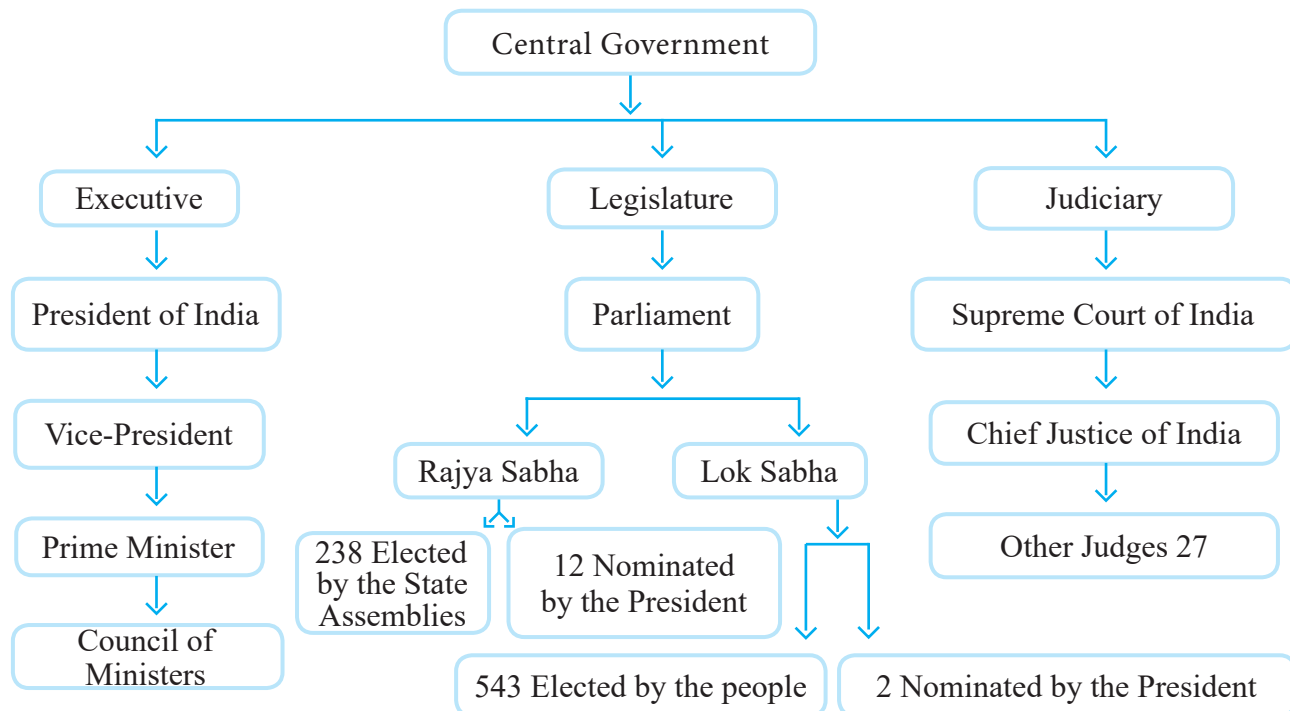 Central Government
Executive
Legislature
Judiciary
President of India
Parliament
Supreme Court of India
Vice-President
Chief Justice of India
Rajya Sabha
Lok Sabha
Prime Minister
238 Elected
by the State
Assemblies
12 Nominated
by the President
Other Judges 27
Council of
Ministers
543 Elected by the people
2 Nominated by the President